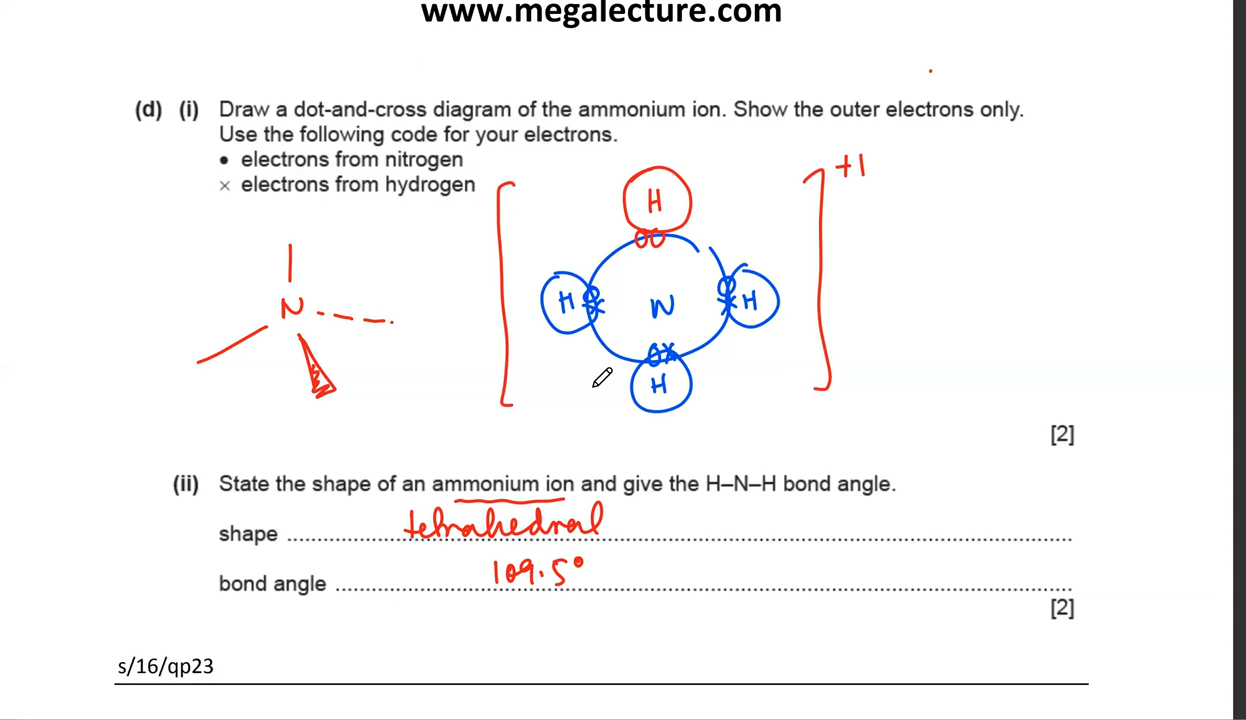 www.megalecture.com
(d) (i) Draw a dot-and-cross diagram of the ammonium ion. Show the outer electrons only.
Use the following code for your electrons.
• electrons from nitrogen
× electrons from hydrogen
+1
H
N
H N H
H
[2]
(ii) State the shape of an ammonium ion and give the H–N–H bond angle.
shape tetrahedral
bond angle 109.5°
[2]
s/16/qp23